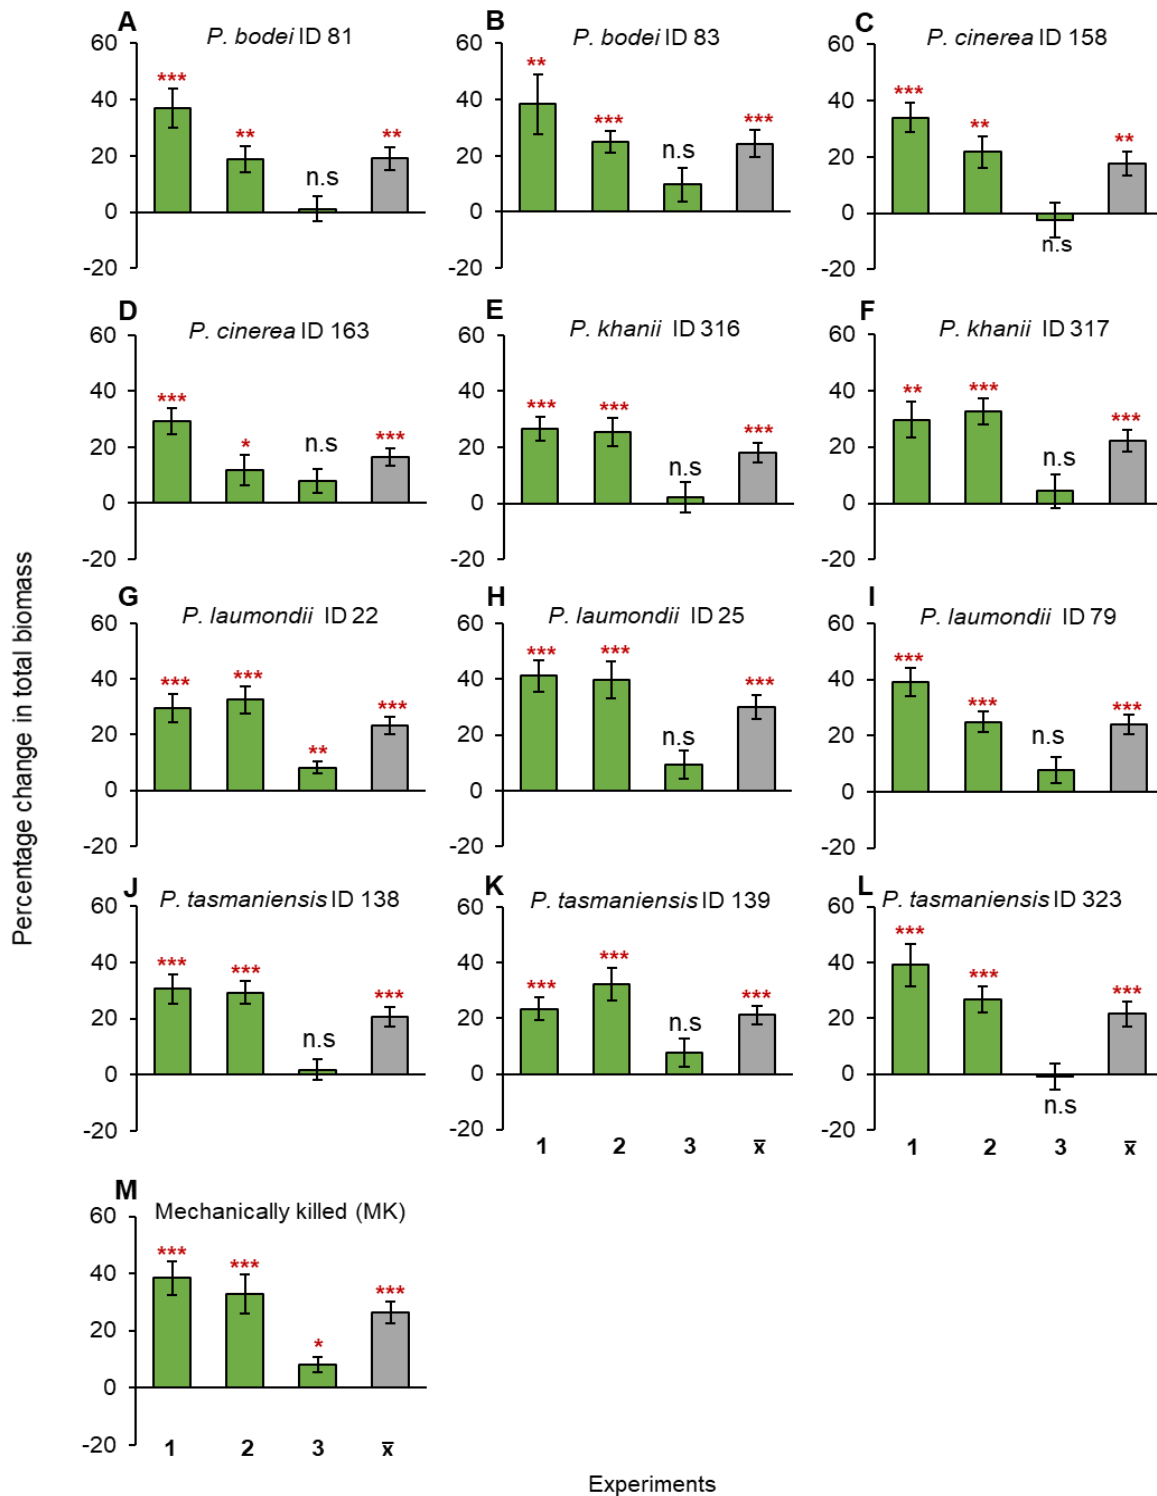 A
P. bodei ID 81
60
40
20
0
-20
***
**
n.s
**
B
P. bodei ID 83
60
40
20
0
-20
**
***
n.s
***
C
P. cinerea ID 158
60
40
20
0
-20
***
**
n.s
**
D
P. cinerea ID 163
60
40
20
0
-20
***
*
n.s
***
E
P. khanii ID 316
60
40
20
0
-20
***
***
n.s
***
F
P. khanii ID 317
60
40
20
0
-20
**
***
n.s
***
Percentage change in total biomass
G
P. laumondii ID 22
60
40
20
0
-20
***
***
**
***
H
P. laumondii ID 25
60
40
20
0
-20
***
***
n.s
***
I
P. laumondii ID 79
60
40
20
0
-20
***
***
n.s
***
J
P. tasmaniensis ID 138
60
40
20
0
-20
***
***
n.s
***
K
P. tasmaniensis ID 139
60
40
20
0
-20
***
***
n.s
***
1 2 3 x̅
L
P. tasmaniensis ID 323
60
40
20
0
-20
***
***
n.s
***
1 2 3 x̅
M
Mechanically killed (MK)
60
40
20
0
-20
***
***
*
***
1 2 3 x̅
Experiments